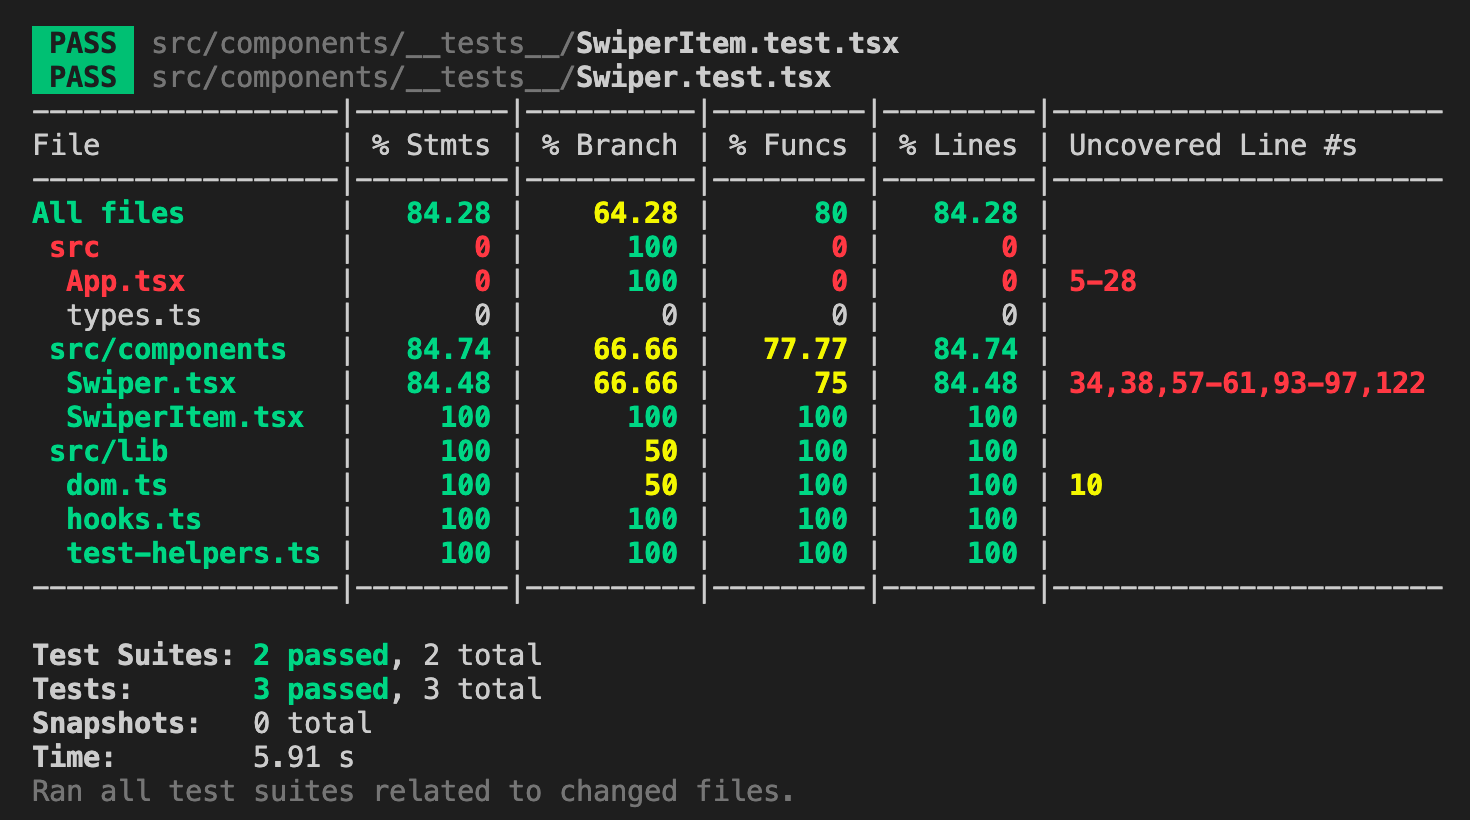 PASS src/components/__tests__/SwiperItem.test.tsx
PASS src/components/__tests__/Swiper.test.tsx
------------------|---------|----------|---------|---------|-----------------------
File              | % Stmts | % Branch | % Funcs | % Lines | Uncovered Line #s
------------------|---------|----------|---------|---------|-----------------------
All files         |   84.28 |    64.28 |      80 |   84.28 |
 src              |       0 |      100 |       0 |       0 |
  App.tsx         |       0 |      100 |       0 |       0 | 5-28
  types.ts        |       0 |        0 |       0 |       0 |
 src/components   |   84.74 |    66.66 |   77.77 |   84.74 |
  Swiper.tsx      |   84.48 |    66.66 |      75 |   84.48 | 34,38,57-61,93-97,122
  SwiperItem.tsx  |     100 |      100 |     100 |     100 |
 src/lib          |     100 |       50 |     100 |     100 |
  dom.ts          |     100 |       50 |     100 |     100 | 10
  hooks.ts        |     100 |      100 |     100 |     100 |
  test-helpers.ts |     100 |      100 |     100 |     100 |
------------------|---------|----------|---------|---------|-----------------------
Test Suites: 2 passed, 2 total
Tests:       3 passed, 3 total
Snapshots:   0 total
Time:        5.91 s
Ran all test suites related to changed files.